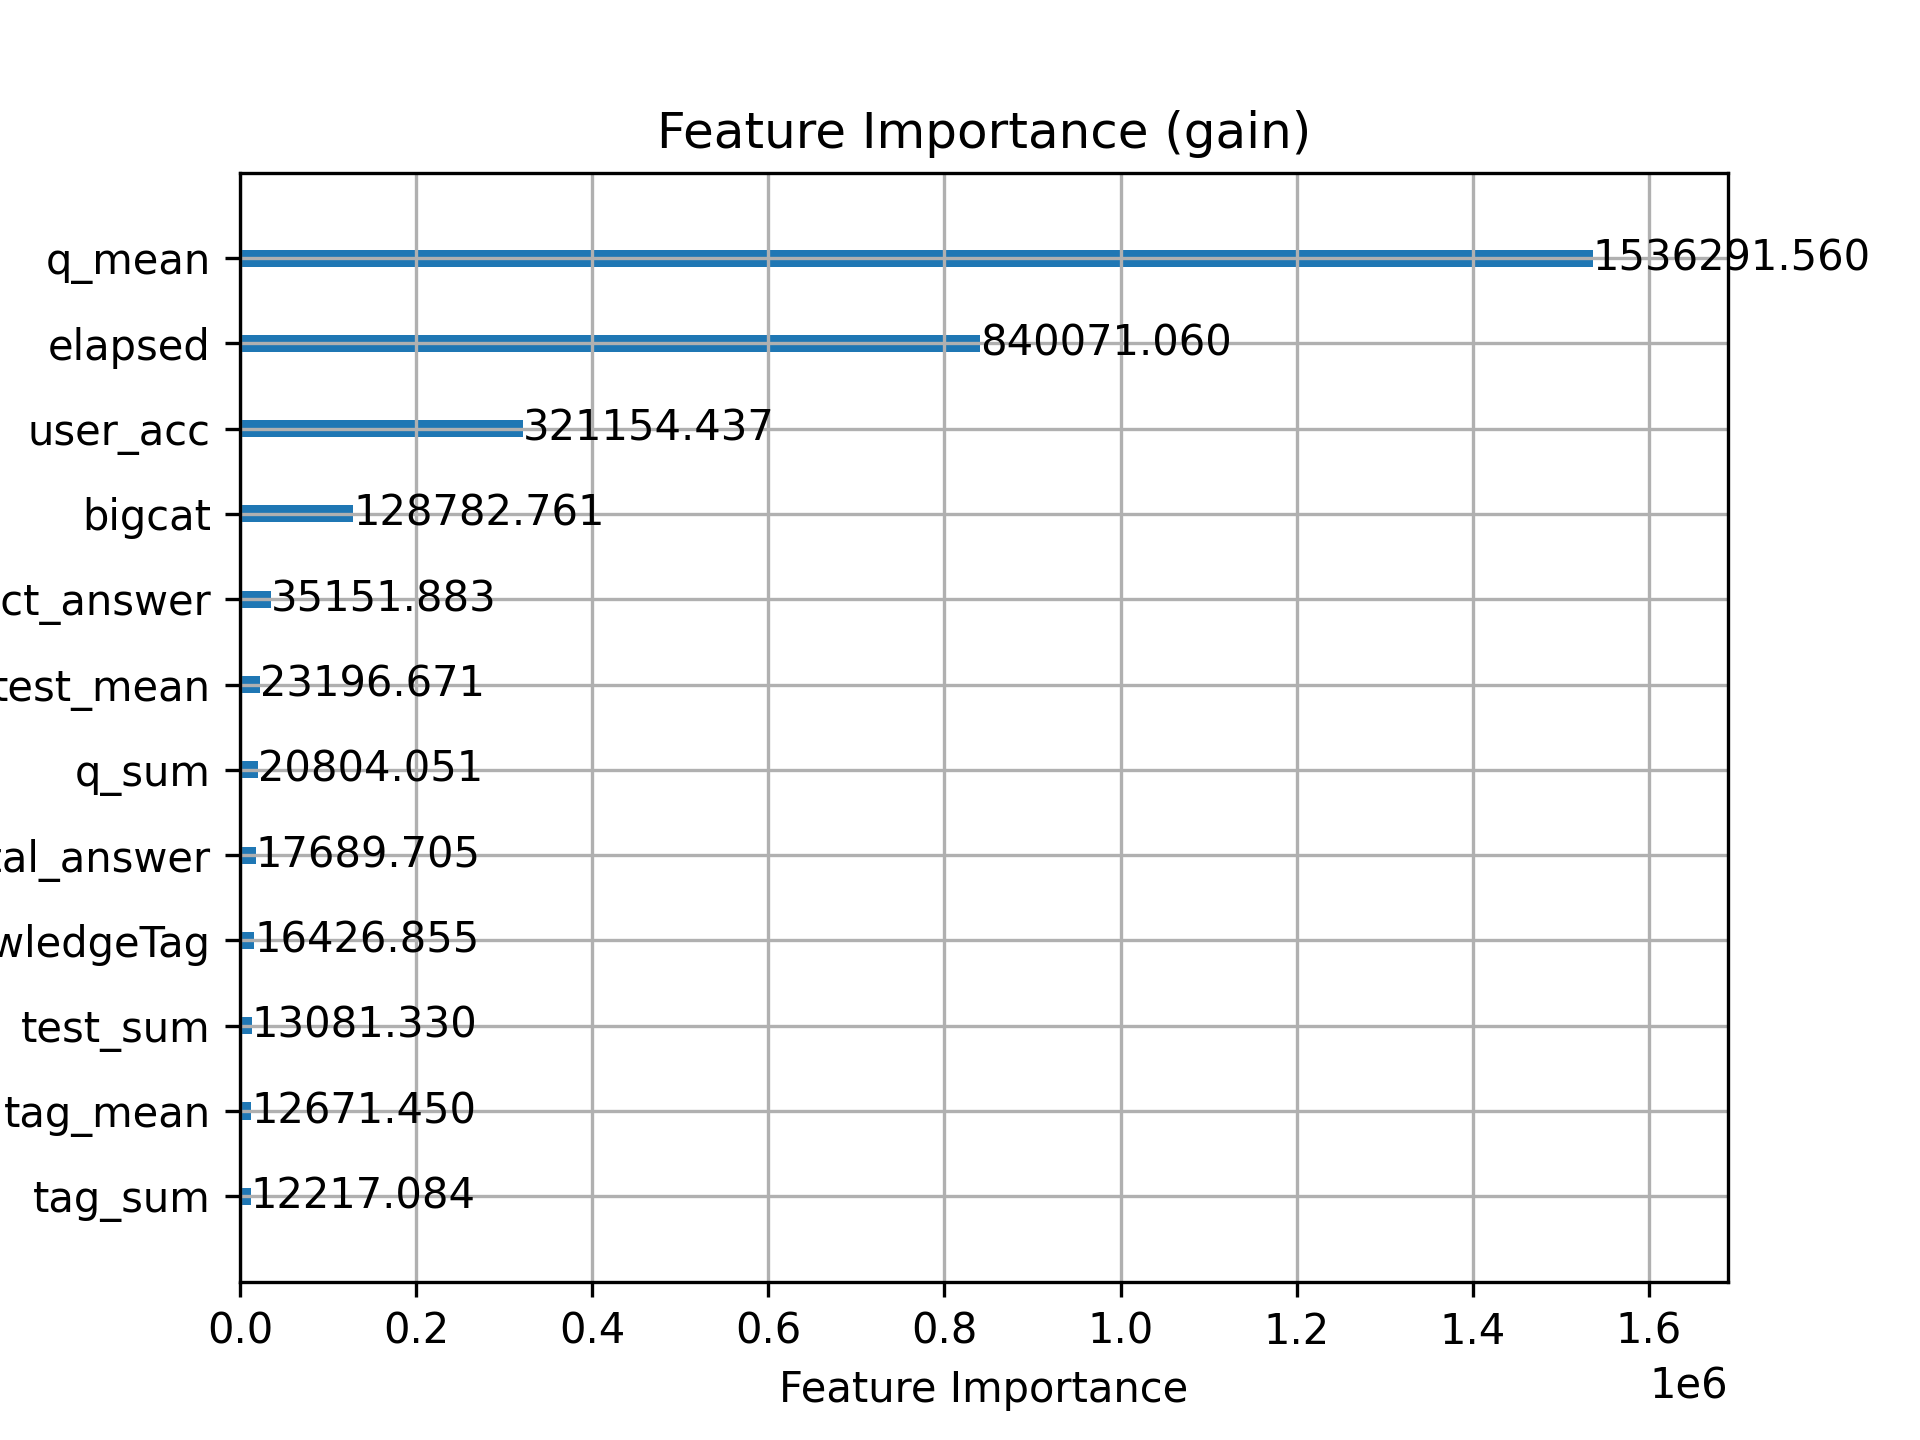 Feature Importance (gain)
q_mean 1536291.560
elapsed 840071.060
user_acc 321154.437
bigcat 128782.761
ct_answer 35151.883
test_mean 23196.671
q_sum 20804.051
tal_answer 17689.705
wledgeTag 16426.855
test_sum 13081.330
tag_mean 12671.450
tag_sum 12217.084
0.0 0.2 0.4 0.6 0.8 1.0 1.2 1.4 1.6
1e6
Feature Importance